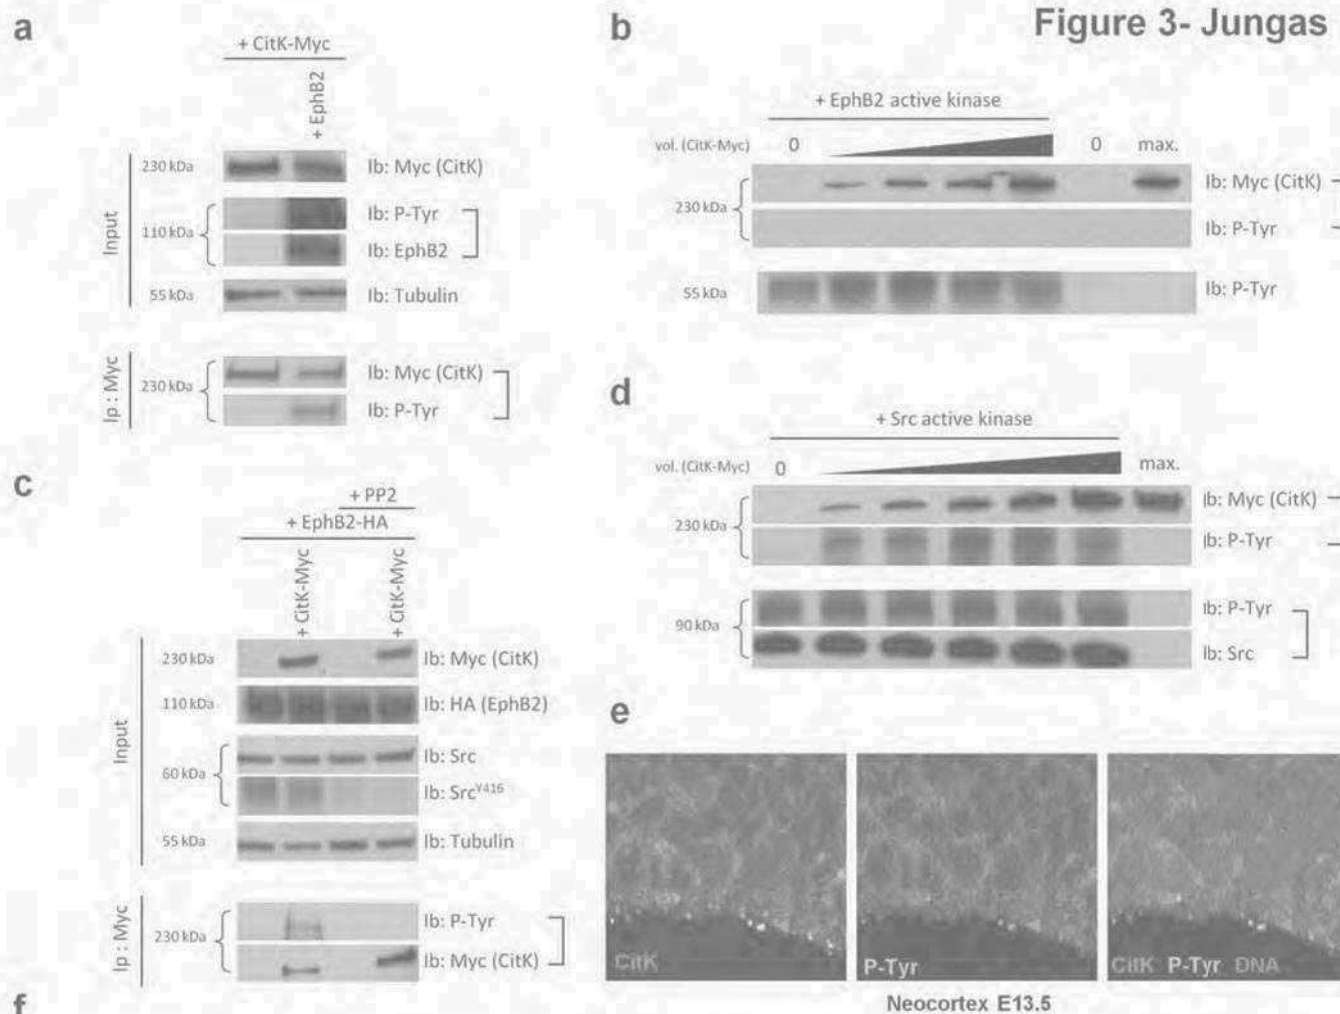 Figure 3- Jungas
a
+ CitK-Myc
+ EphB2
Input
230 kDa
Ib: Myc (CitK)
110 kDa
Ib: P-Tyr
Ib: EphB2
55 kDa
Ib: Tubulin
Ip : Myc
230 kDa
Ib: Myc (CitK)
Ib: P-Tyr
b
+ EphB2 active kinase
vol. (CitK-Myc)
0
0
max.
230 kDa
Ib: Myc (CitK)
Ib: P-Tyr
55 kDa
Ib: P-Tyr
c
+ PP2
+ EphB2-HA
+ CitK-Myc
+ CitK-Myc
Input
230 kDa
Ib: Myc (CitK)
110 kDa
Ib: HA (EphB2)
60 kDa
Ib: Src
Ib: SrcY416
55 kDa
Ib: Tubulin
Ip : Myc
230 kDa
Ib: P-Tyr
Ib: Myc (CitK)
d
+ Src active kinase
vol. (CitK-Myc)
0
max.
230 kDa
Ib: Myc (CitK)
Ib: P-Tyr
90 kDa
Ib: P-Tyr
Ib: Src
e
CitK
P-Tyr
CitK P-Tyr DNA
Neocortex E13.5
f